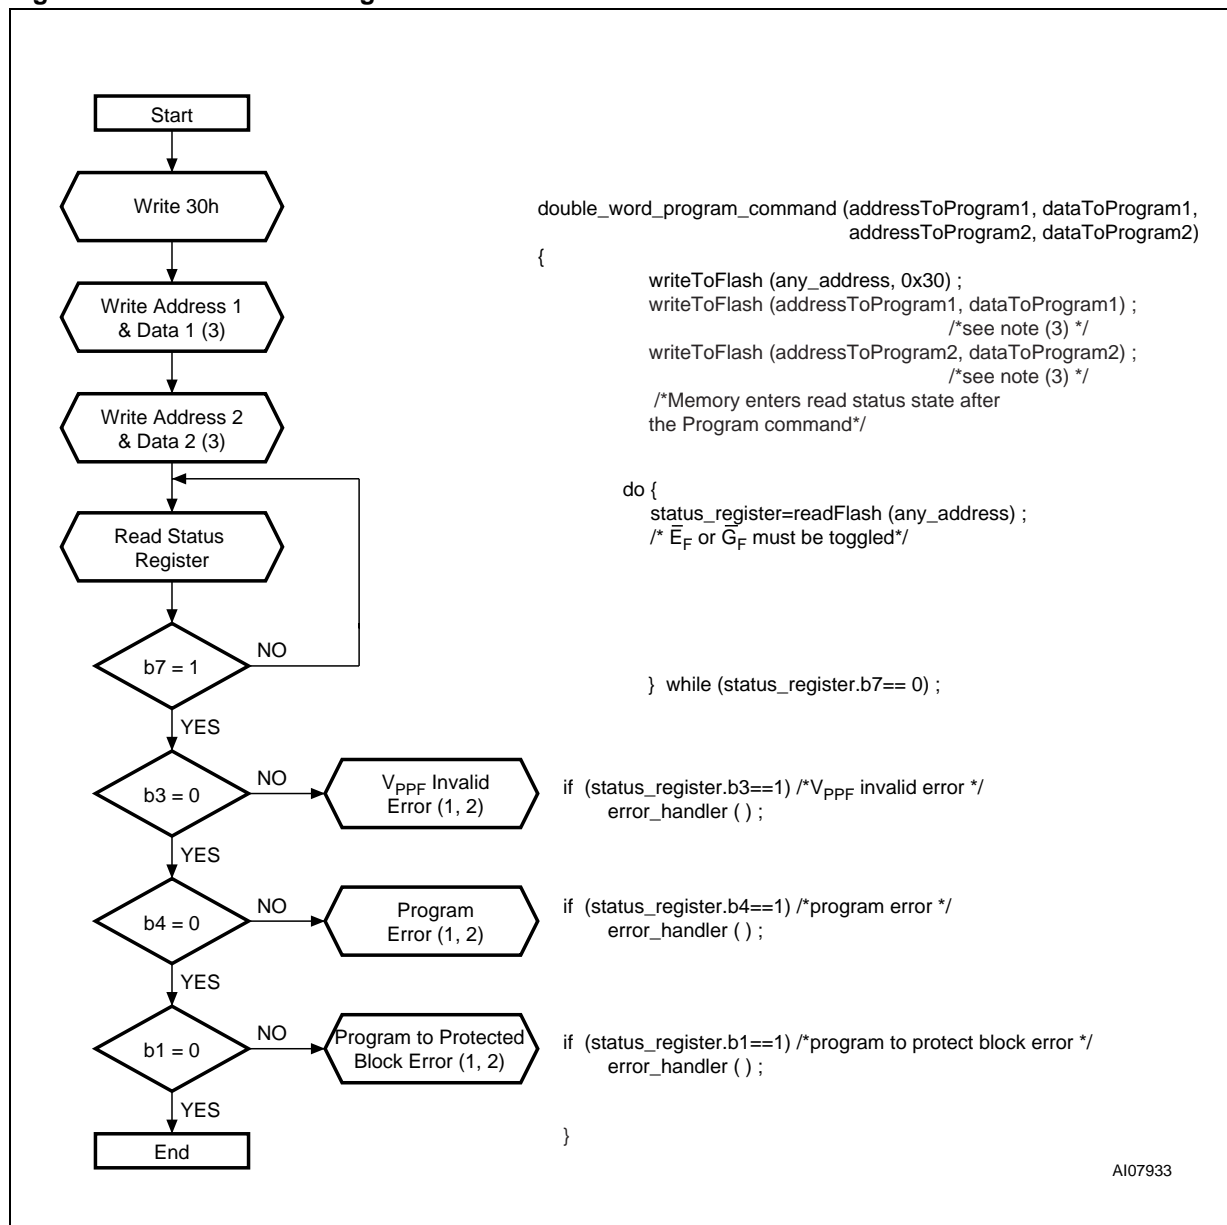 Start
Write 30h
Write Address 1
& Data 1 (3)
Write Address 2
& Data 2 (3)
Read Status
Register
b7 = 1
NO
YES
b3 = 0
NO
V_PPF Invalid
Error (1, 2)
YES
b4 = 0
NO
Program
Error (1, 2)
YES
b1 = 0
NO
Program to Protected
Block Error (1, 2)
YES
End
double_word_program_command (addressToProgram1, dataToProgram1,
addressToProgram2, dataToProgram2)
{
writeToFlash (any_address, 0x30) ;
writeToFlash (addressToProgram1, dataToProgram1) ;
/*see note (3) */
writeToFlash (addressToProgram2, dataToProgram2) ;
/*see note (3) */
/*Memory enters read status state after
the Program command*/
do {
status_register=readFlash (any_address) ;
/* E̅_F or G̅_F must be toggled*/
} while (status_register.b7== 0) ;
if (status_register.b3==1) /*V_PPF invalid error */
error_handler ( ) ;
if (status_register.b4==1) /*program error */
error_handler ( ) ;
if (status_register.b1==1) /*program to protect block error */
error_handler ( ) ;
}
AI07933